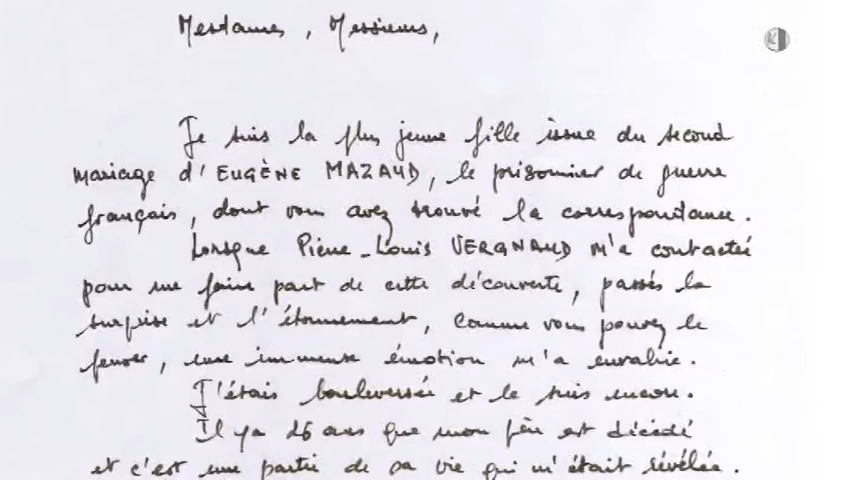 Mesdames, Messieurs,
Je suis la plus jeune fille issue du second
mariage d'EUGÈNE MAZAUD, le prisonnier de guerre
français, dont vous avez trouvé la correspondance.
Lorsque Pierre-Louis VERGNAUD m'a contactée
pour me faire part de cette découverte, passés la
surprise et l'étonnement, comme vous pouvez le
penser, une immense émotion m'a envahie.
J'étais bouleversée et le suis encore.
Il y a 26 ans que mon père est décédé
et c'est une partie de sa vie qui m'était révélée.